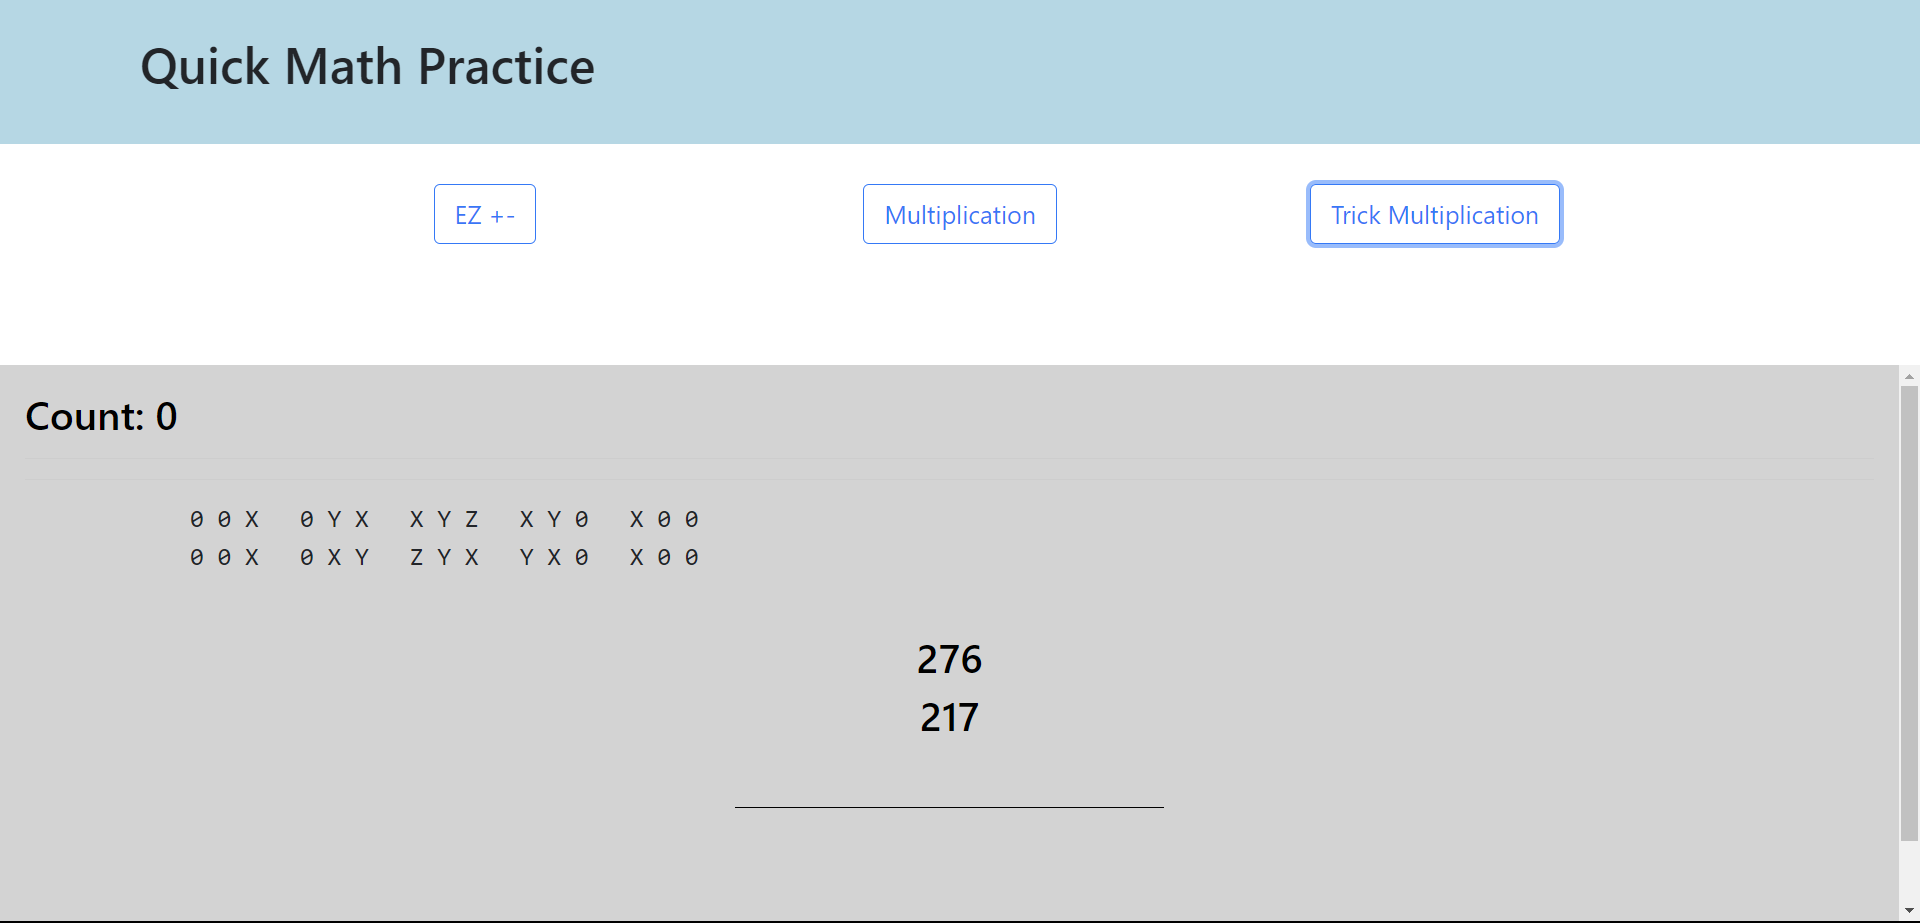 Quick Math Practice
EZ +-
Multiplication
Trick Multiplication
Count: 0
0 0 X   0 Y X   X Y Z   X Y 0   X 0 0
0 0 X   0 X Y   Z Y X   Y X 0   X 0 0
276
217